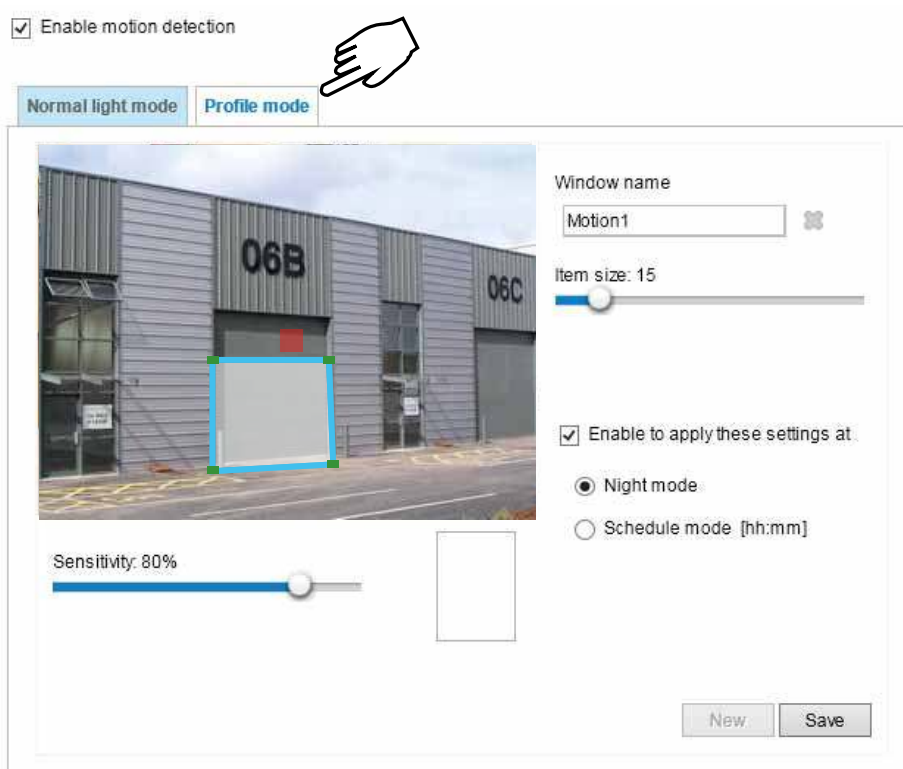 Enable motion detection
Normal light mode
Profile mode
Window name
Motion1
06B
Item size: 15
06C
Enable to apply these settings at
Night mode
Schedule mode [hh:mm]
Sensitivity: 80%
New
Save